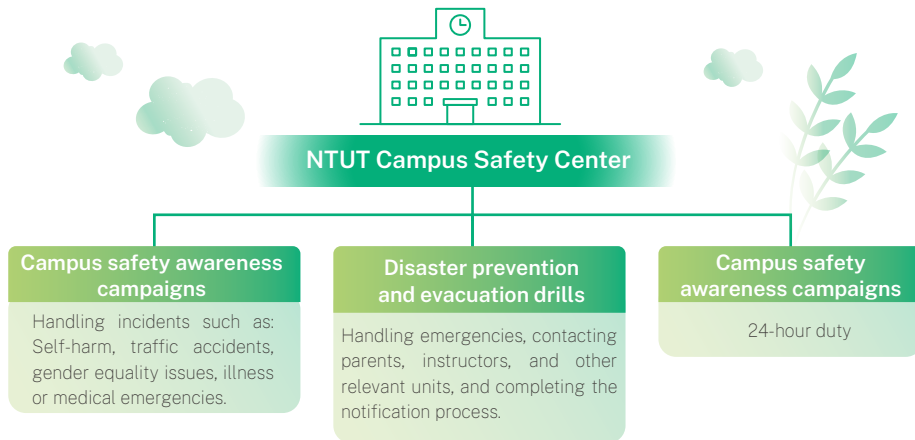 NTUT Campus Safety Center
Campus safety awareness
campaigns
Handling incidents such as:
Self-harm, traffic accidents,
gender equality issues, illness
or medical emergencies.
Disaster prevention
and evacuation drills
Handling emergencies, contacting
parents, instructors, and other
relevant units, and completing the
notification process.
Campus safety
awareness campaigns
24-hour duty